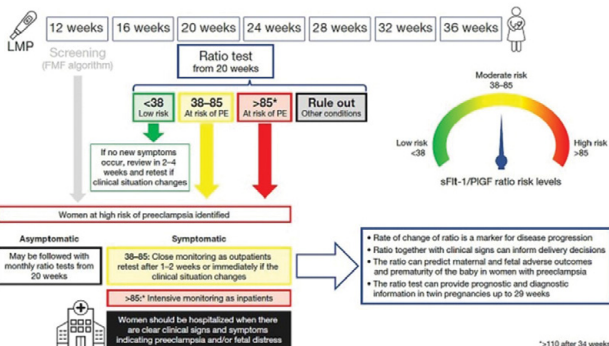 LMP
12 weeks
16 weeks
20 weeks
24 weeks
28 weeks
32 weeks
36 weeks
Screening
(FMF algorithm)
Ratio test
from 20 weeks
<38
Low risk
38–85
At risk of PE
>85*
At risk of PE
Rule out
Other conditions
If no new symptoms
occur, review in 2–4
weeks and retest if
clinical situation changes
Moderate risk
38–85
Low risk
<38
High risk
>85
sFlt-1/PlGF ratio risk levels
Women at high risk of preeclampsia identified
Asymptomatic
May be followed with
monthly ratio tests from
20 weeks
Symptomatic
38–85: Close monitoring as outpatients
retest after 1–2 weeks or immediately if the
clinical situation changes
>85:* Intensive monitoring as inpatients
Women should be hospitalized when there
are clear clinical signs and symptoms
indicating preeclampsia and/or fetal distress
• Rate of change of ratio is a marker for disease progression
• Ratio together with clinical signs can inform delivery decisions
• The ratio can predict maternal and fetal adverse outcomes
and prematurity of the baby in women with preeclampsia
• The ratio test can provide prognostic and diagnostic
information in twin pregnancies up to 29 weeks
*>110 after 34 weeks